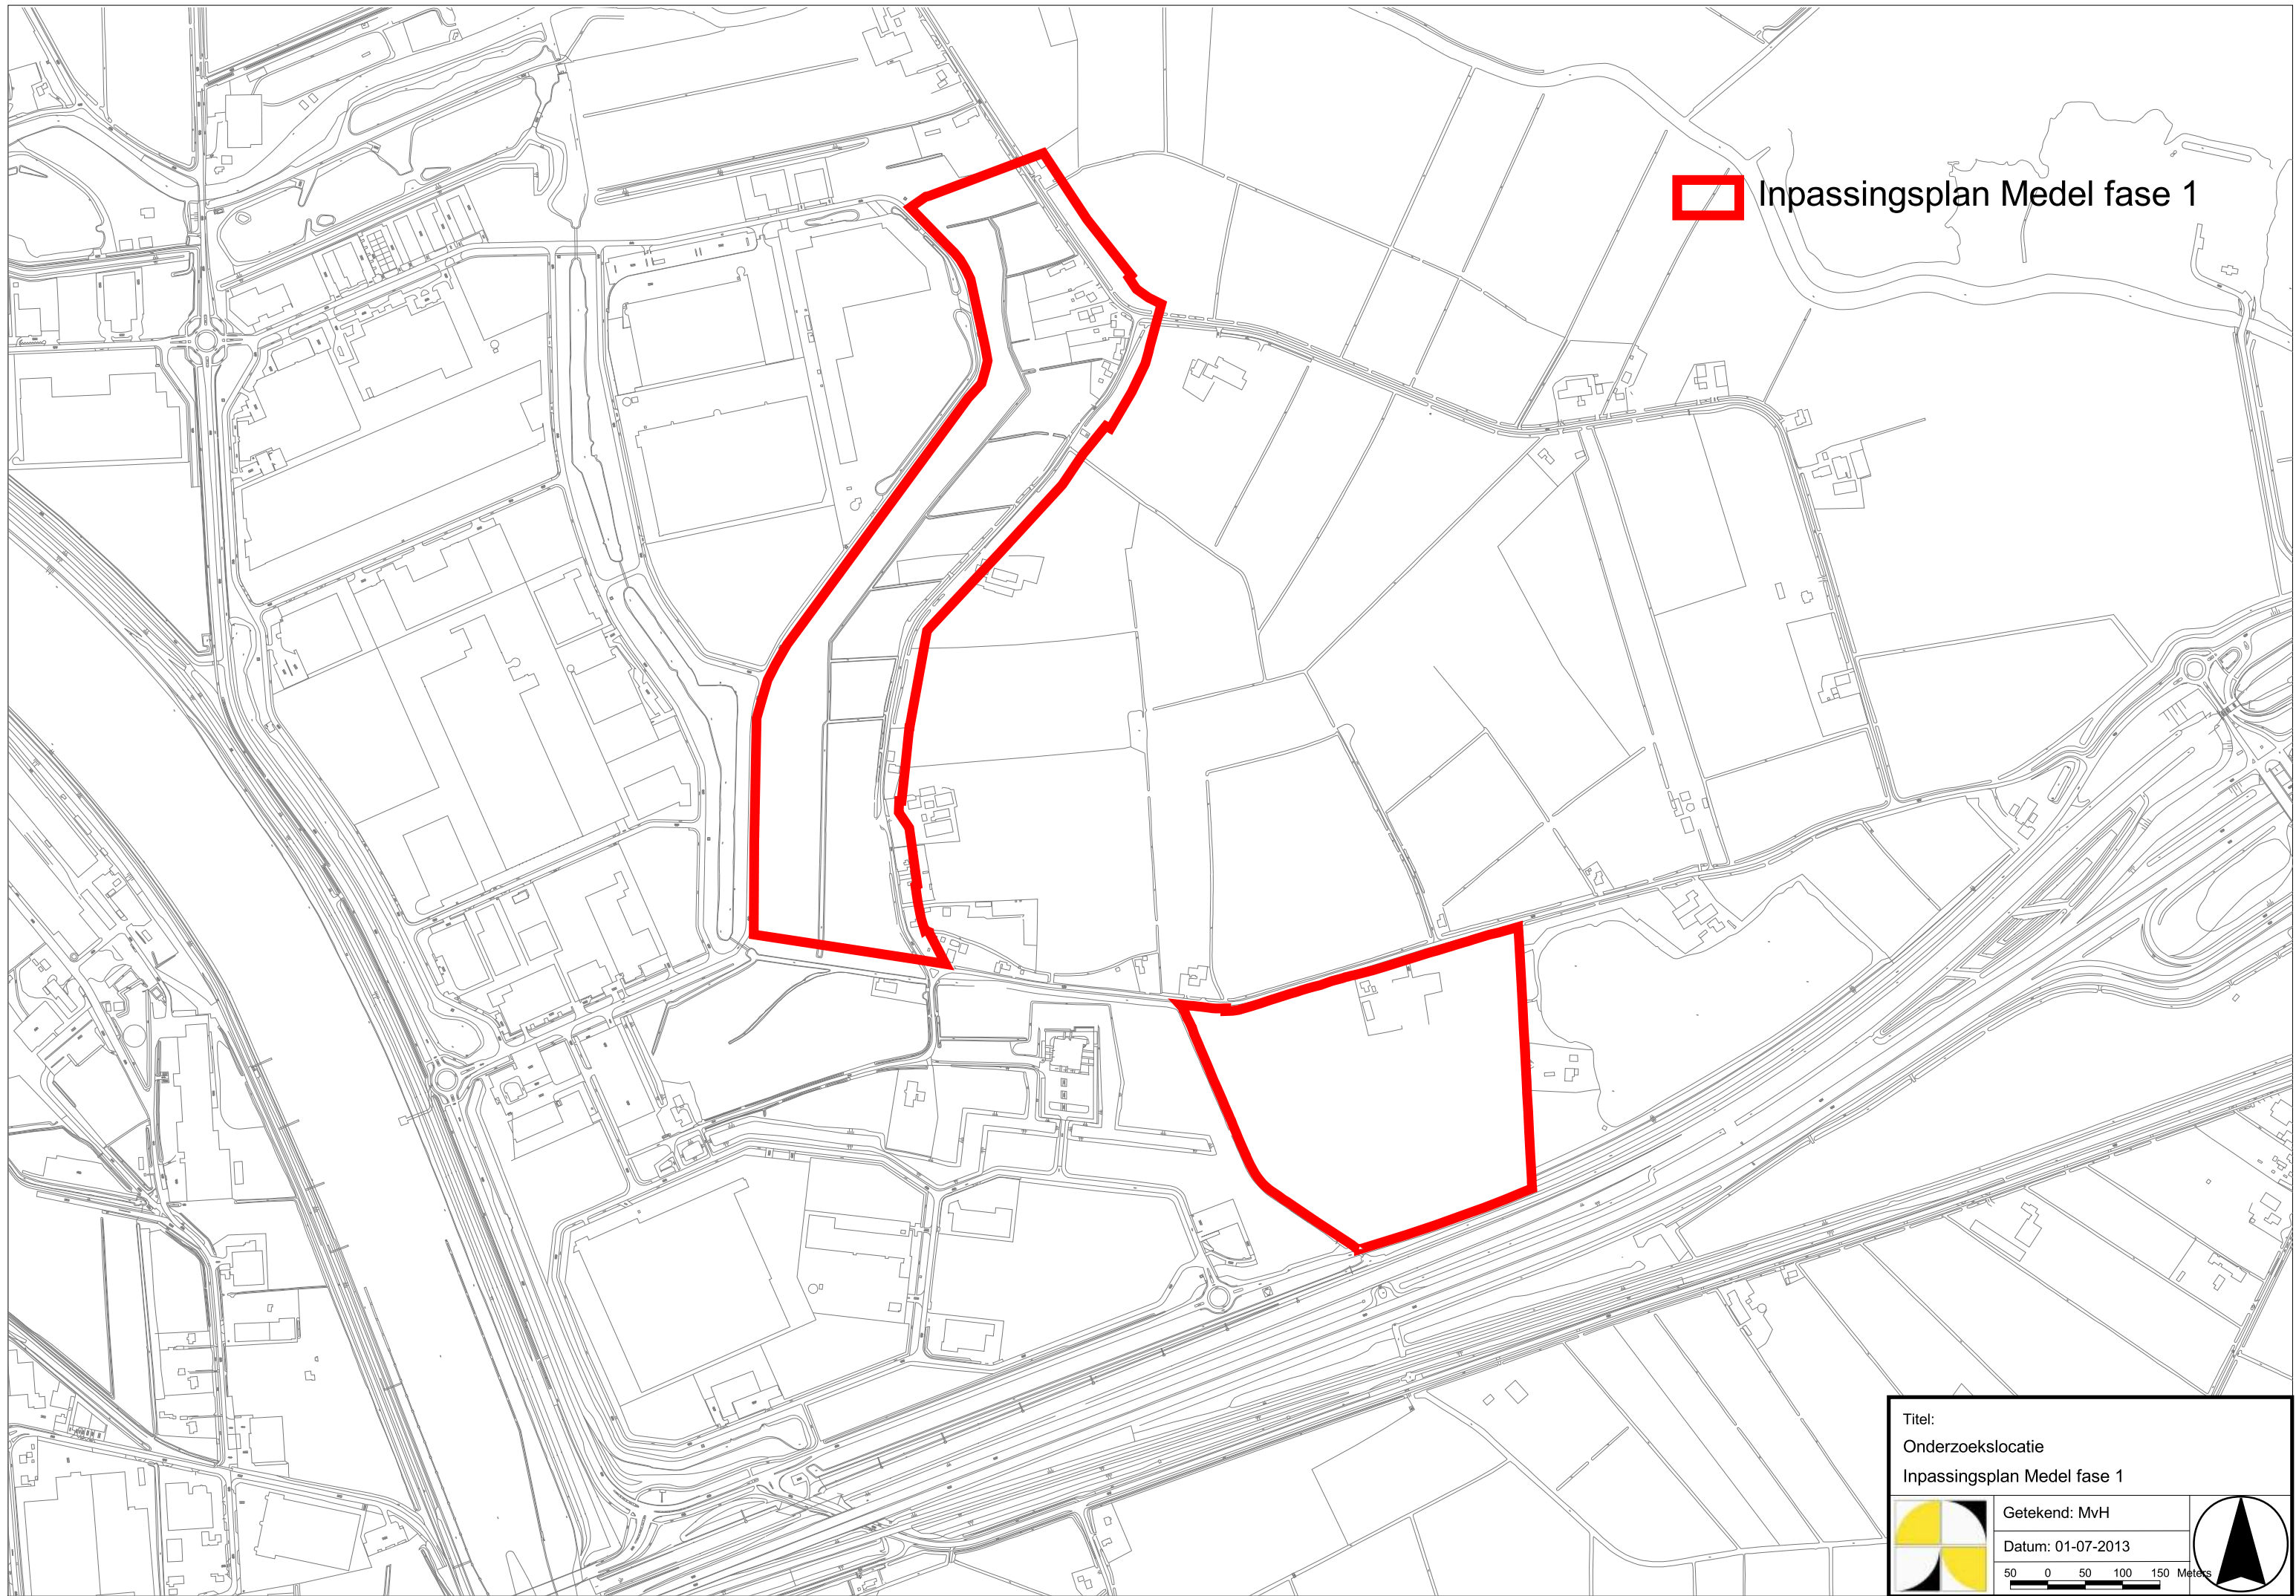 Inpassingsplan Medel fase 1
Titel:
Onderzoekslocatie
Inpassingsplan Medel fase 1
Getekend: MvH
Datum: 01-07-2013
50 0 50 100 150 Meters